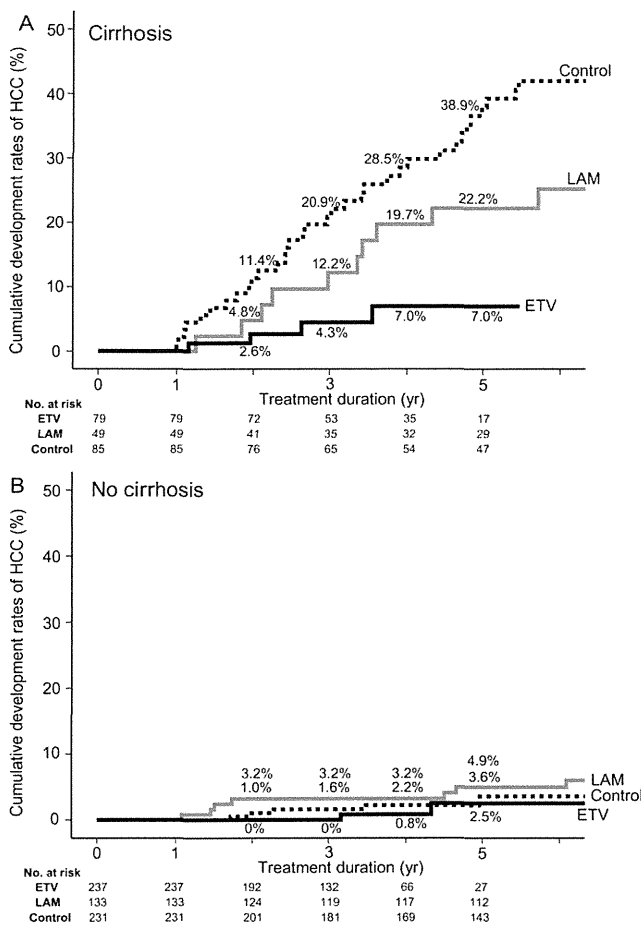 A
Cirrhosis
Cumulative development rates of HCC (%)
50
40
30
20
10
0
Control
38.9%
28.5%
LAM
20.9%
22.2%
19.7%
11.4%
12.2%
4.8%
ETV
7.0%
7.0%
4.3%
2.6%
0 1 3 5
Treatment duration (yr)
No. at risk
ETV 79 79 72 53 35 17
LAM 49 49 41 35 32 29
Control 85 85 76 65 54 47
B
No cirrhosis
Cumulative development rates of HCC (%)
50
40
30
20
10
0
4.9%
3.2% 3.2% 3.2% 3.6%
1.0% 1.6% 2.2%
LAM
Control
ETV
0% 0% 0.8% 2.5%
0 1 3 5
Treatment duration (yr)
No. at risk
ETV 237 237 192 132 66 27
LAM 133 133 124 119 117 112
Control 231 231 201 181 169 143